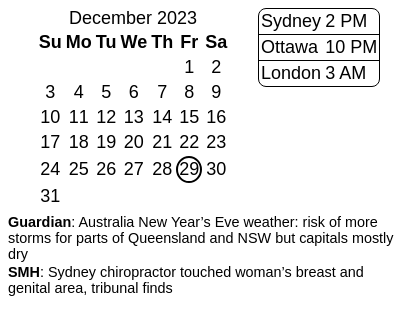 December 2023
Su Mo Tu We Th Fr Sa
1 2
3 4 5 6 7 8 9
10 11 12 13 14 15 16
17 18 19 20 21 22 23
24 25 26 27 28 29 30
31
Sydney 2 PM
Ottawa 10 PM
London 3 AM
Guardian: Australia New Year’s Eve weather: risk of more
storms for parts of Queensland and NSW but capitals mostly
dry
SMH: Sydney chiropractor touched woman’s breast and
genital area, tribunal finds